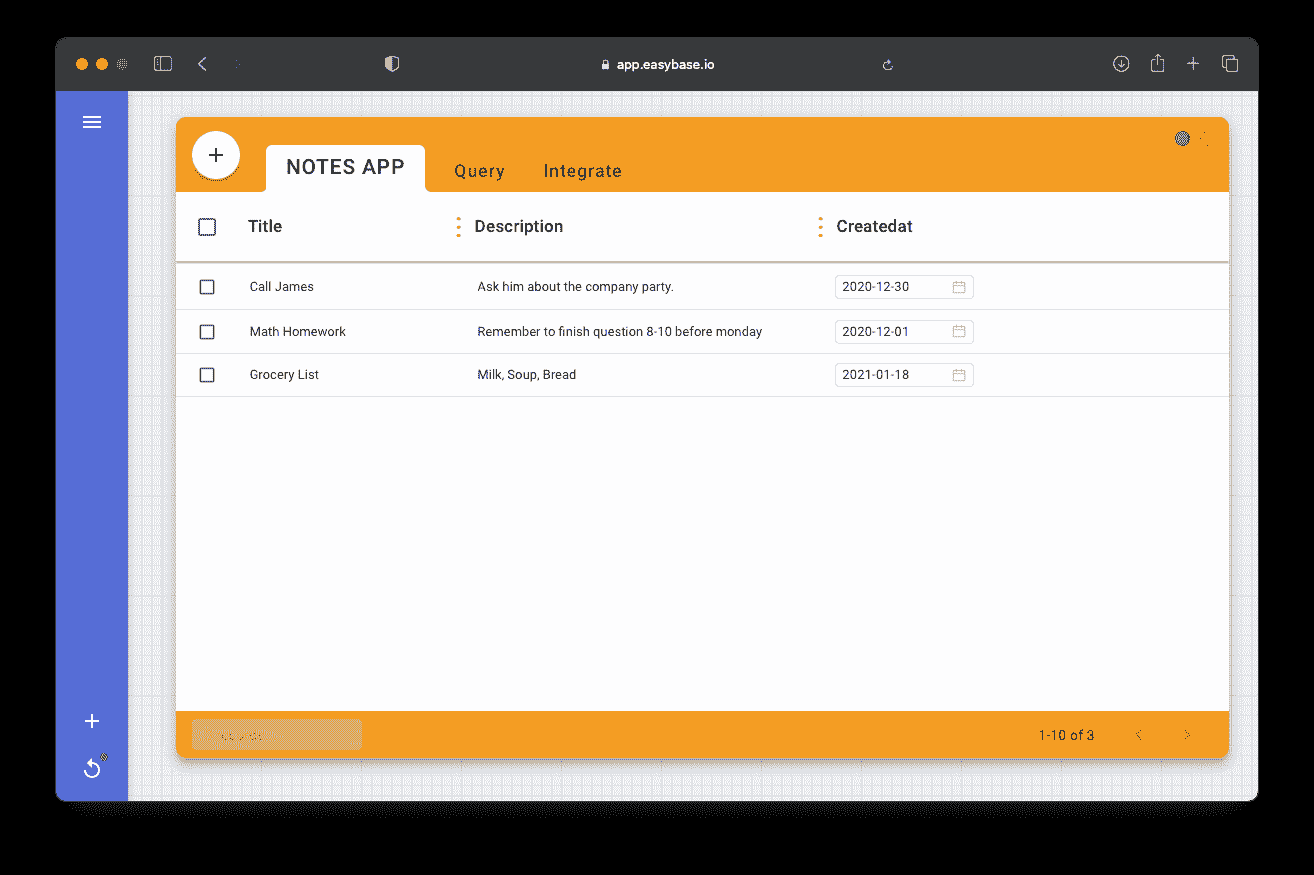 app.easybase.io
NOTES APP Query Integrate
Title Description Createdat
Call James Ask him about the company party. 2020-12-30
Math Homework Remember to finish question 8-10 before monday 2020-12-01
Grocery List Milk, Soup, Bread 2021-01-18
1-10 of 3